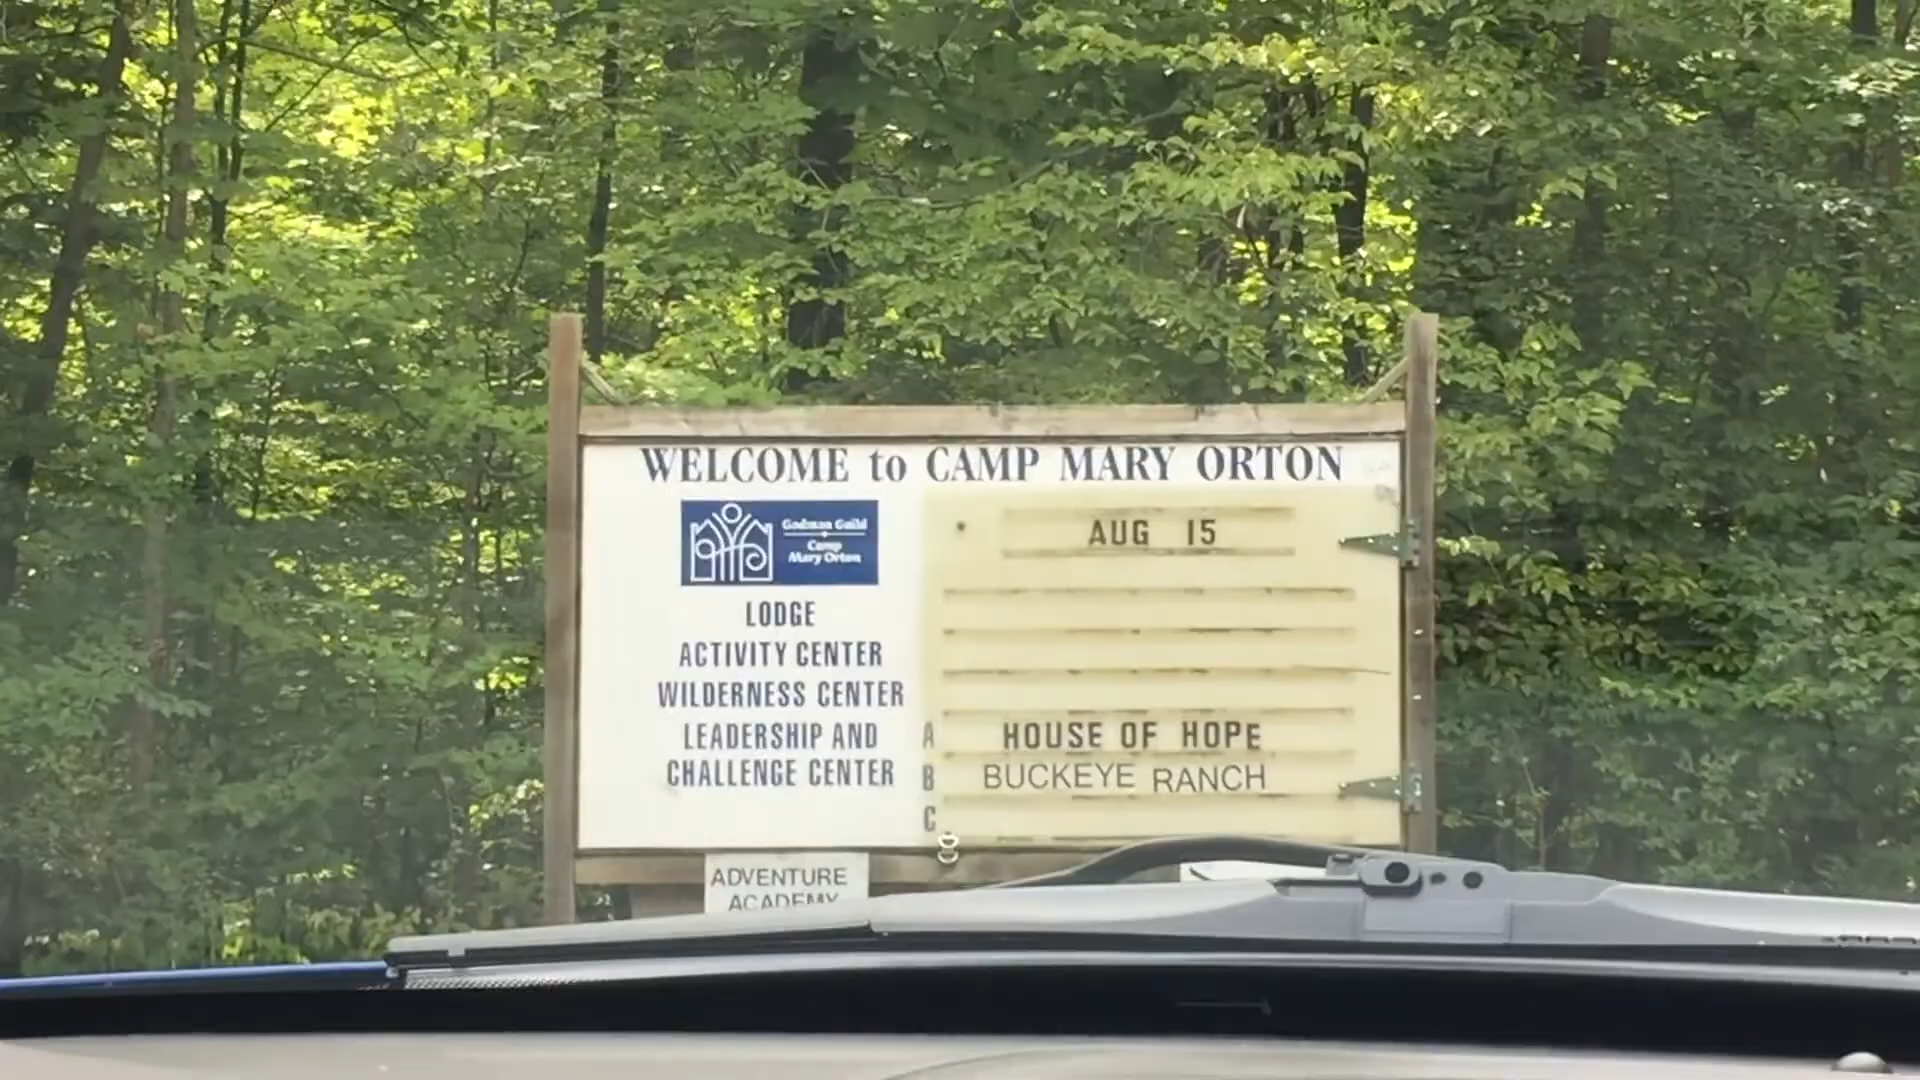 WELCOME to CAMP MARY ORTON
Godman Guild
Camp
Mary Orton
AUG 15
LODGE
ACTIVITY CENTER
WILDERNESS CENTER
LEADERSHIP AND
CHALLENGE CENTER
A HOUSE OF HOPE
B BUCKEYE RANCH
C
ADVENTURE
ACADEMY